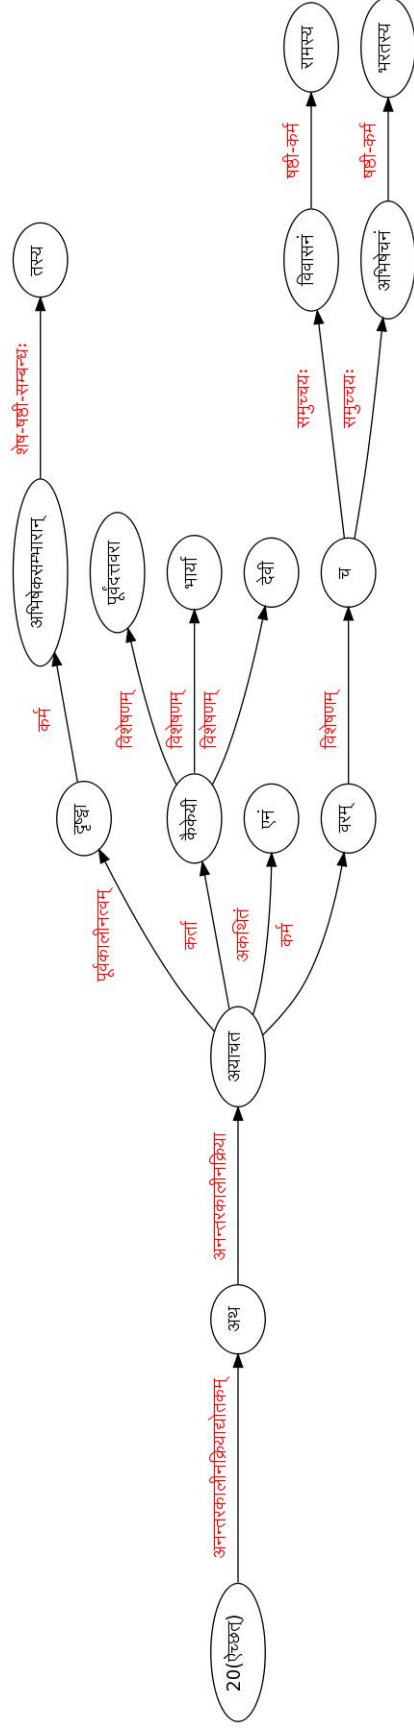 20(ऐच्छत्)
अनन्तरकालीनक्रियाद्योतकम्
अथ
अनन्तरकालीनक्रिया
अयाचत
पूर्वकालीनत्वम्
दृष्ट्वा
कर्म
अभिषेकसम्भारान्
शेष-षष्ठी-सम्बन्धः
तस्य
कर्ता
कैकेयी
विशेषणम्
पूर्वदत्तवरा
विशेषणम्
भार्या
विशेषणम्
देवी
अकथितं
एनं
कर्म
वरम्
विशेषणम्
च
समुच्चयः
विवासनं
षष्ठी-कर्म
रामस्य
समुच्चयः
अभिषेचनं
षष्ठी-कर्म
भरतस्य